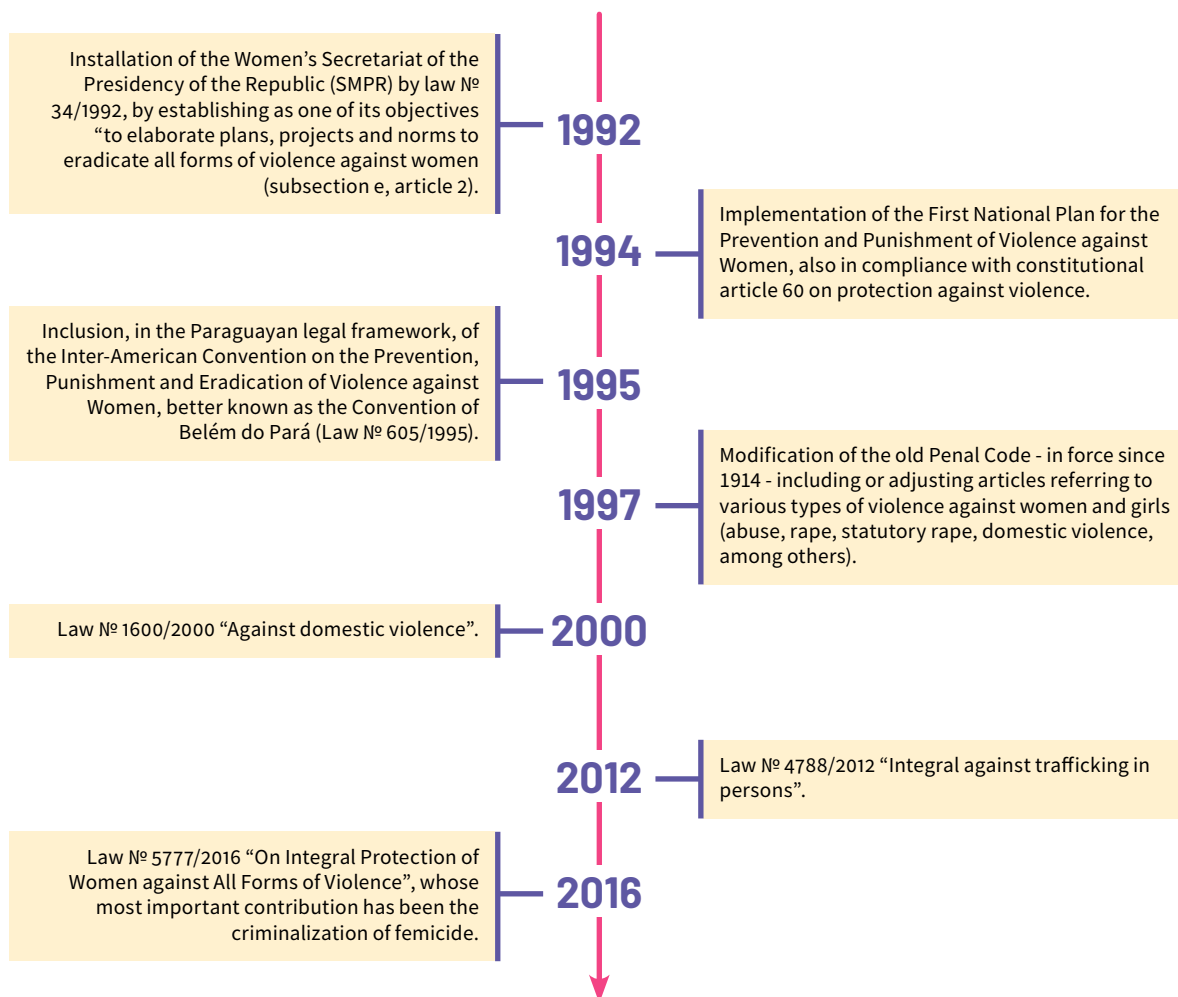 Installation of the Women’s Secretariat of the
Presidency of the Republic (SMPR) by law №
34/1992, by establishing as one of its objectives
“to elaborate plans, projects and norms to
eradicate all forms of violence against women
(subsection e, article 2).
1992
1994
Implementation of the First National Plan for the
Prevention and Punishment of Violence against
Women, also in compliance with constitutional
article 60 on protection against violence.
Inclusion, in the Paraguayan legal framework, of
the Inter-American Convention on the Prevention,
Punishment and Eradication of Violence against
Women, better known as the Convention of
Belém do Pará (Law № 605/1995).
1995
1997
Modification of the old Penal Code - in force since
1914 - including or adjusting articles referring to
various types of violence against women and girls
(abuse, rape, statutory rape, domestic violence,
among others).
Law № 1600/2000 “Against domestic violence”.
2000
2012
Law № 4788/2012 “Integral against trafficking in
persons”.
Law № 5777/2016 “On Integral Protection of
Women against All Forms of Violence”, whose
most important contribution has been the
criminalization of femicide.
2016